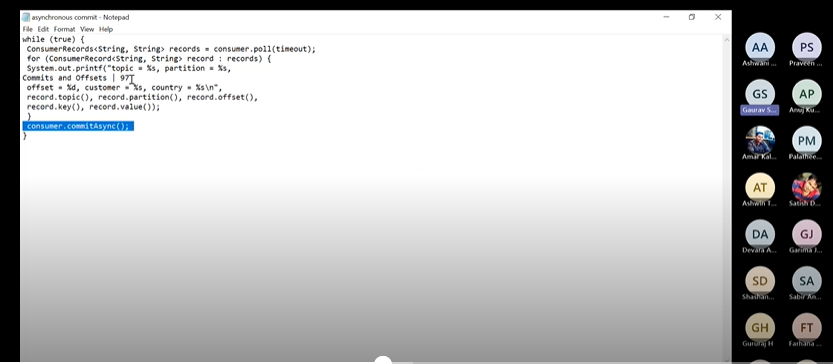 asynchronous commit - Notepad
File Edit Format View Help
while (true) {
ConsumerRecords<String, String> records = consumer.poll(timeout);
for (ConsumerRecord<String, String> record : records) {
System.out.printf("topic = %s, partition = %s,
Commits and Offsets | 97
offset = %d, customer = %s, country = %s\n",
record.topic(), record.partition(), record.offset(),
record.key(), record.value());
}
consumer.commitAsync();
}
AA PS
Ashwani ... Praveen ...
GS AP
Gaurav S... Anuj Ku...
PM
Amar Kal... Palathee...
AT
Ashwin T... Satish D...
DA GJ
Devara A... Garima J...
SD SA
Shashan... Sabir An...
GH FT
Gururaj H Farhana ...